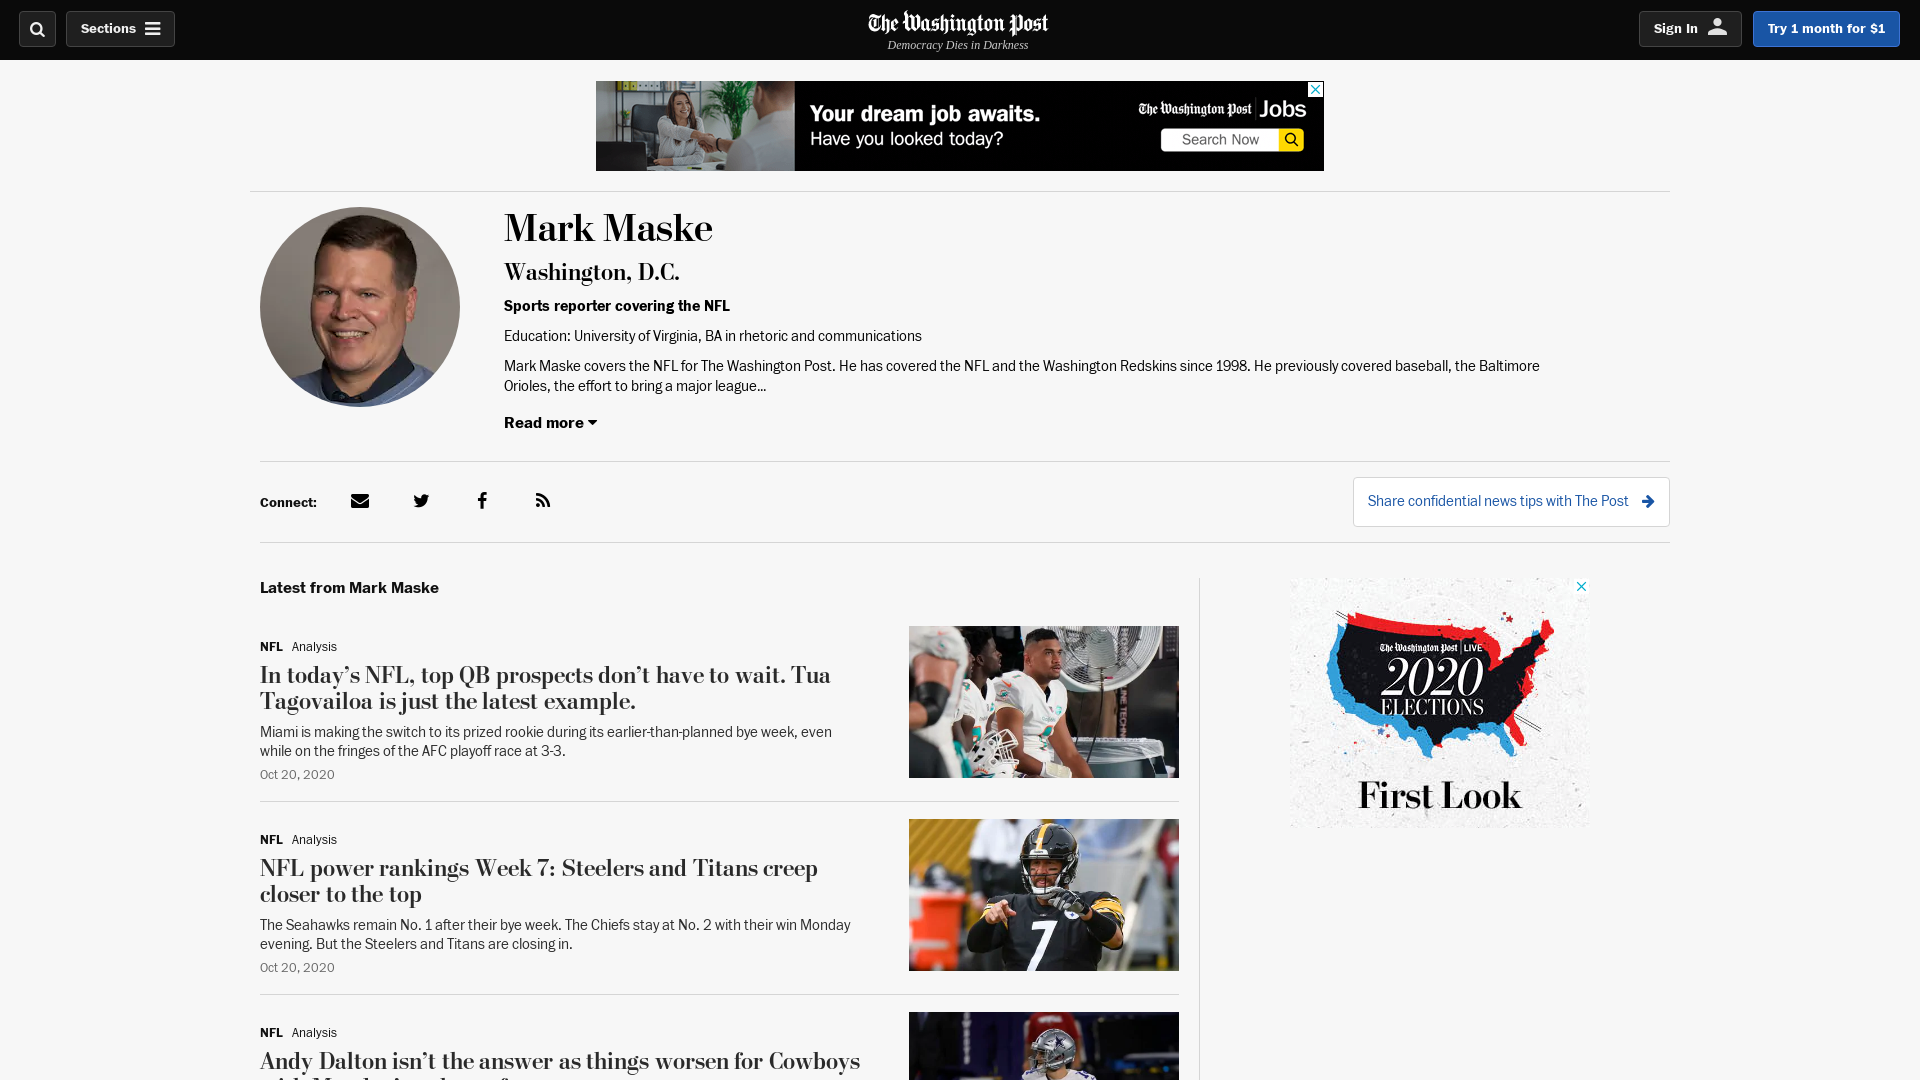 Sections
The Washington Post
Democracy Dies in Darkness
Sign In
Try 1 month for $1
Your dream job awaits.
Have you looked today?
The Washington Post | Jobs
Search Now
Mark Maske
Washington, D.C.
Sports reporter covering the NFL
Education: University of Virginia, BA in rhetoric and communications
Mark Maske covers the NFL for The Washington Post. He has covered the NFL and the Washington Redskins since 1998. He previously covered baseball, the Baltimore
Orioles, the effort to bring a major league...
Read more
Connect:
Share confidential news tips with The Post
Latest from Mark Maske
NFL Analysis
In today’s NFL, top QB prospects don’t have to wait. Tua
Tagovailoa is just the latest example.
Miami is making the switch to its prized rookie during its earlier-than-planned bye week, even
while on the fringes of the AFC playoff race at 3-3.
Oct 20, 2020
The Washington Post | LIVE
2020
ELECTIONS
First Look
NFL Analysis
NFL power rankings Week 7: Steelers and Titans creep
closer to the top
The Seahawks remain No. 1 after their bye week. The Chiefs stay at No. 2 with their win Monday
evening. But the Steelers and Titans are closing in.
Oct 20, 2020
7
NFL Analysis
Andy Dalton isn’t the answer as things worsen for Cowboys